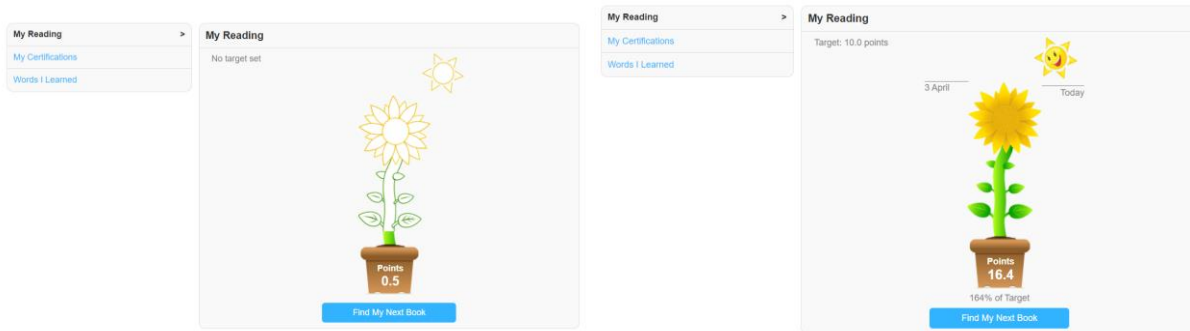 My Reading >
My Certifications
Words I Learned
My Reading
No target set
Points
0.5
Find My Next Book
My Reading >
My Certifications
Words I Learned
My Reading
Target: 10.0 points
3 April
Today
Points
16.4
164% of Target
Find My Next Book